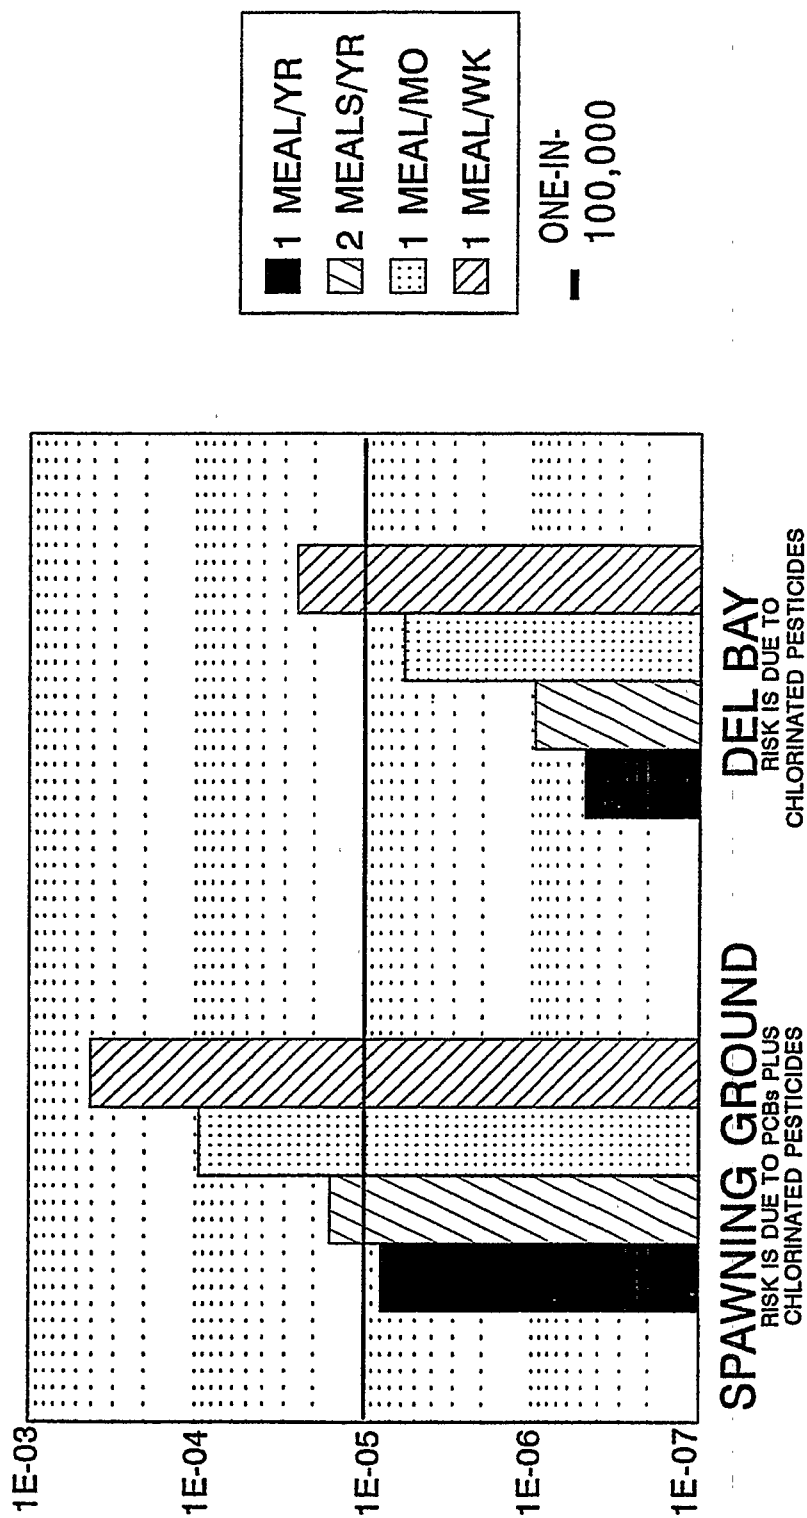 1E-03
1E-04
1E-05
1E-06
1E-07
SPAWNING GROUND
RISK IS DUE TO PCBs PLUS
CHLORINATED PESTICIDES
DEL BAY
RISK IS DUE TO
CHLORINATED PESTICIDES
1 MEAL/YR
2 MEALS/YR
1 MEAL/MO
1 MEAL/WK
ONE-IN-
100,000